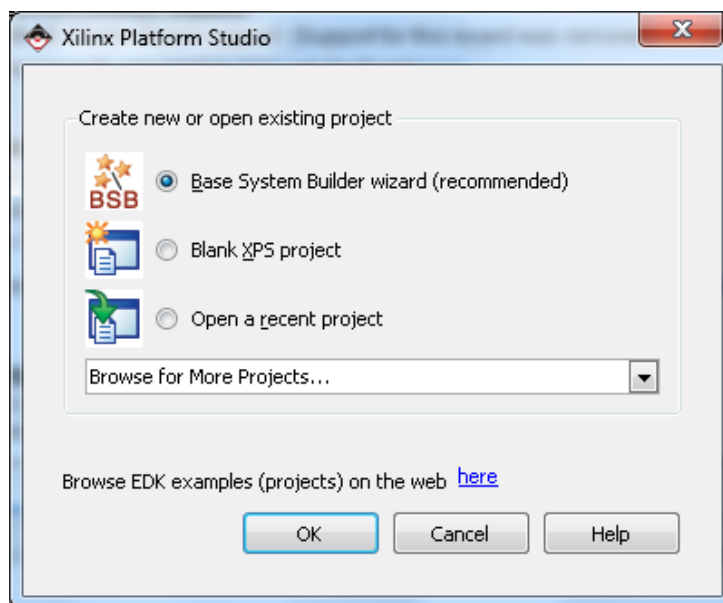 Xilinx Platform Studio
Create new or open existing project
BSB
Base System Builder wizard (recommended)
Blank XPS project
Open a recent project
Browse for More Projects...
Browse EDK examples (projects) on the web here
OK Cancel Help